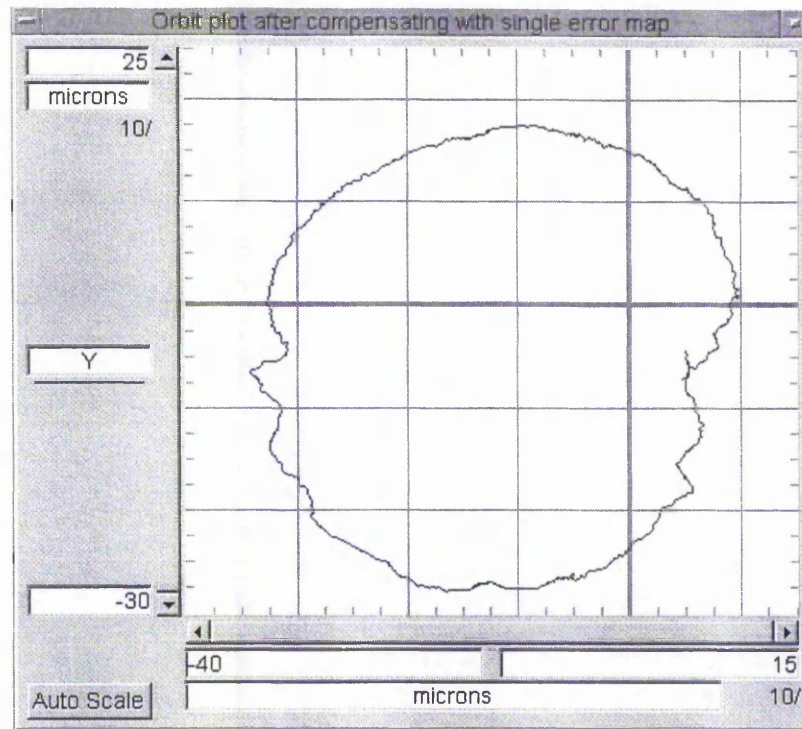 Orbit plot after compensating with single error map
25
microns
10/
Y
-30
-40
15
Auto Scale
microns
10/